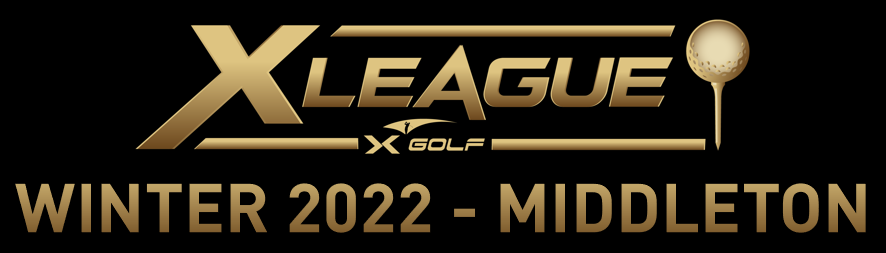 XLEAGUE
X GOLF
WINTER 2022 - MIDDLETON